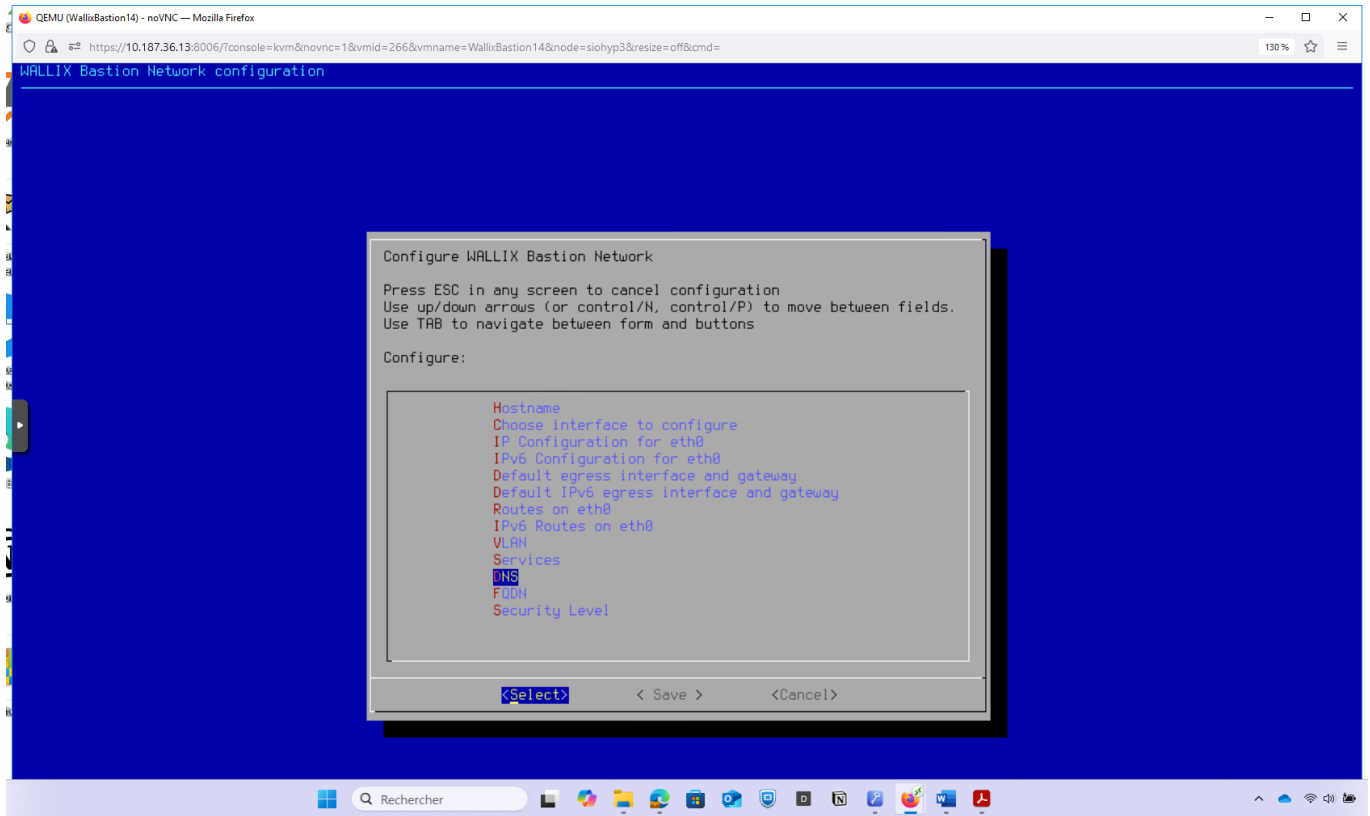 QEMU (WallixBastion14) - noVNC — Mozilla Firefox
https://10.187.36.13:8006/?console=kvm&novnc=1&vmid=266&vmname=WallixBastion14&node=siohyp3&resize=off&cmd=
130 %
WALLIX Bastion Network configuration
Configure WALLIX Bastion Network
Press ESC in any screen to cancel configuration
Use up/down arrows (or control/N, control/P) to move between fields.
Use TAB to navigate between form and buttons
Configure:
Hostname
Choose interface to configure
IP Configuration for eth0
IPv6 Configuration for eth0
Default egress interface and gateway
Default IPv6 egress interface and gateway
Routes on eth0
IPv6 Routes on eth0
VLAN
Services
DNS
FQDN
Security Level
<Select> < Save > <Cancel>
Rechercher